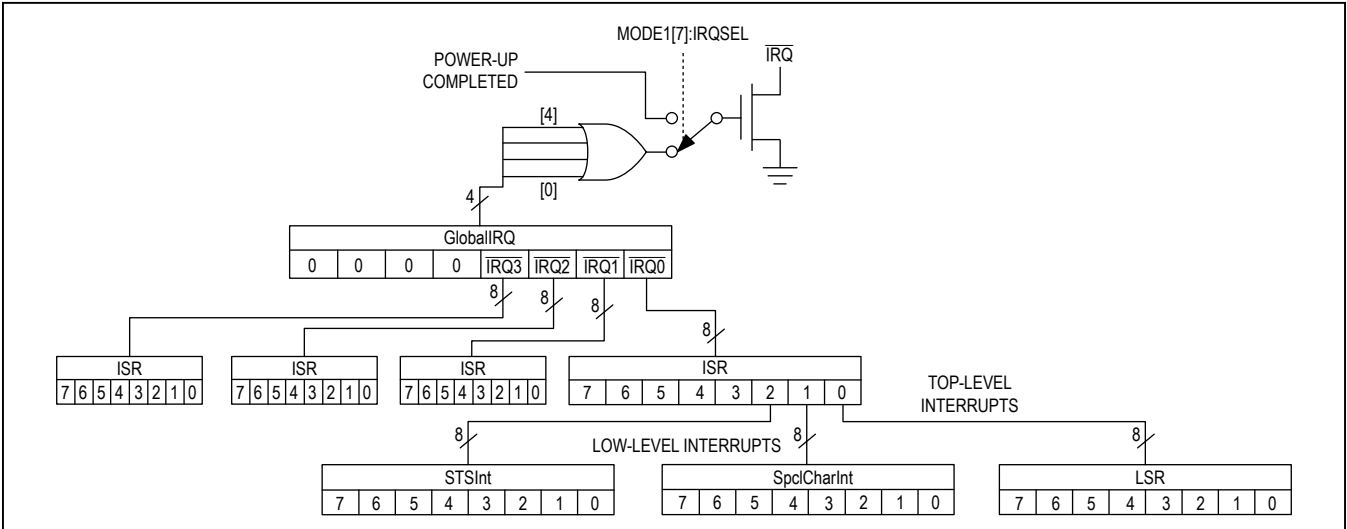 MODE1[7]:IRQSEL
POWER-UP
COMPLETED
IRQ
[4]
[0]
4
GlobalIRQ
0 0 0 0 IRQ3 IRQ2 IRQ1 IRQ0
8 8 8 8
ISR ISR ISR ISR
7 6 5 4 3 2 1 0 7 6 5 4 3 2 1 0 7 6 5 4 3 2 1 0 7 6 5 4 3 2 1 0
TOP-LEVEL
INTERRUPTS
8 LOW-LEVEL INTERRUPTS 8 8
STSInt SpclCharInt LSR
7 6 5 4 3 2 1 0 7 6 5 4 3 2 1 0 7 6 5 4 3 2 1 0